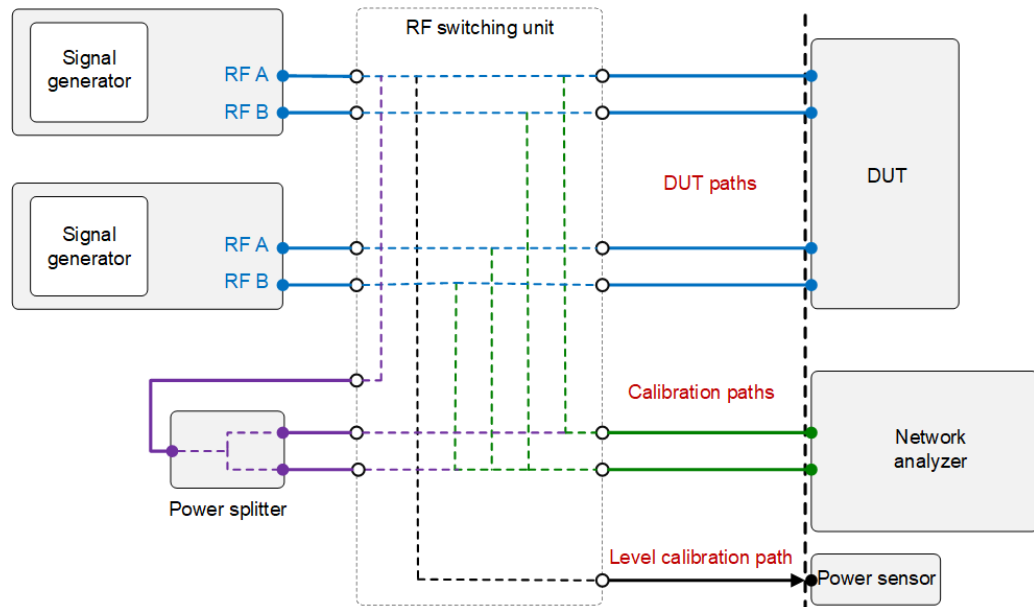 RF switching unit
Signal
generator
RF A
RF B
DUT paths
DUT
Signal
generator
RF A
RF B
Calibration paths
Network
analyzer
Power splitter
Level calibration path
Power sensor